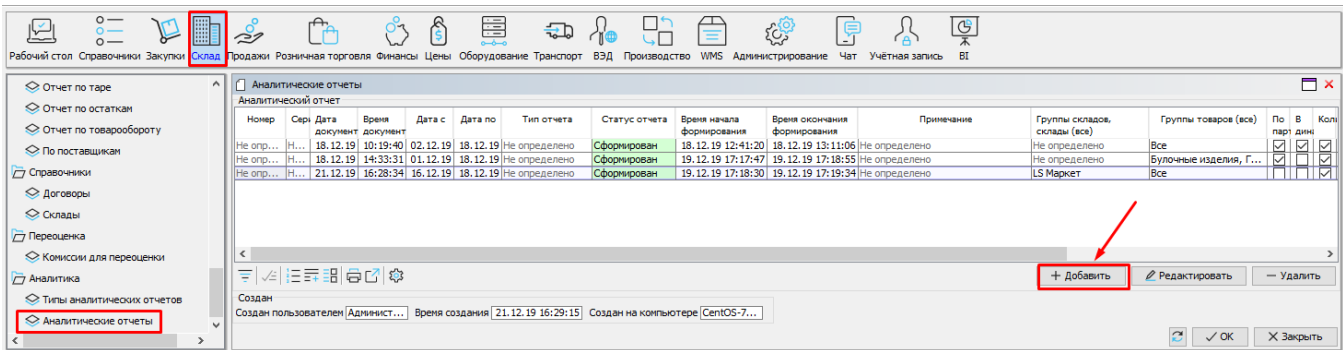 Рабочий стол Справочники Закупки Склад Продажи Розничная торговля Финансы Цены Оборудование Транспорт ВЭД Производство WMS Администрирование Чат Учётная запись BI
Отчет по таре
Отчет по остаткам
Отчет по товарообороту
По поставщикам
Справочники
Договоры
Склады
Переоценка
Комиссии для переоценки
Аналитика
Типы аналитических отчетов
Аналитические отчеты
Аналитические отчеты
Аналитический отчет
Номер Сери Дата документ Время документ Дата с Дата по Тип отчета Статус отчета Время начала формирования Время окончания формирования Примечание Группы складов, склады (все) Группы товаров (все) По парт В дина Коли
Не опр... Н... 18.12.19 10:19:40 02.12.19 18.12.19 Не определено Сформирован 18.12.19 12:41:20 18.12.19 13:11:06 Не определено Не определено Все
Не опр... Н... 18.12.19 14:33:31 01.12.19 18.12.19 Не определено Сформирован 19.12.19 17:17:47 19.12.19 17:18:55 Не определено Не определено Булочные изделия, Г...
Не опр... Н... 21.12.19 16:28:34 16.12.19 18.12.19 Не определено Сформирован 19.12.19 17:18:30 19.12.19 17:19:34 Не определено LS Маркет Все
Добавить Редактировать Удалить
Создан
Создан пользователем Админист... Время создания 21.12.19 16:29:15 Создан на компьютере CentOS-7...
OK Закрыть